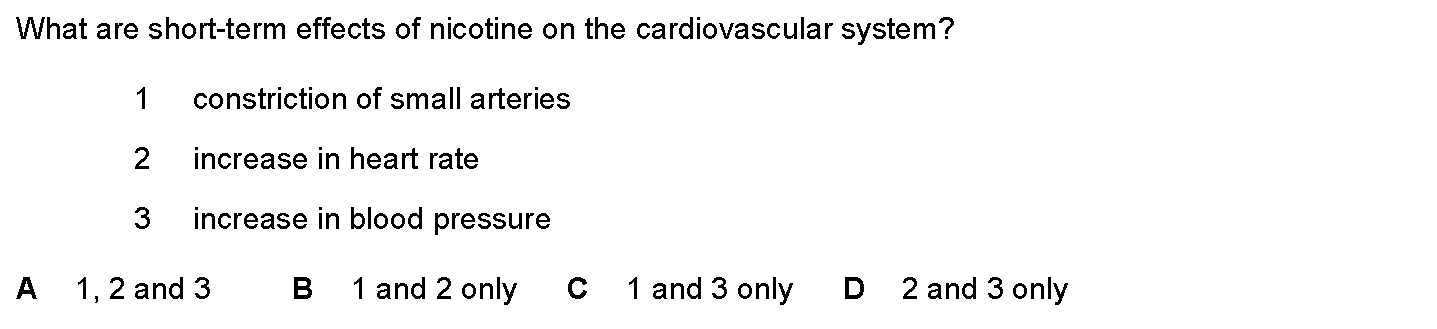 What are short-term effects of nicotine on the cardiovascular system?
1 constriction of small arteries
2 increase in heart rate
3 increase in blood pressure
A 1, 2 and 3 B 1 and 2 only C 1 and 3 only D 2 and 3 only